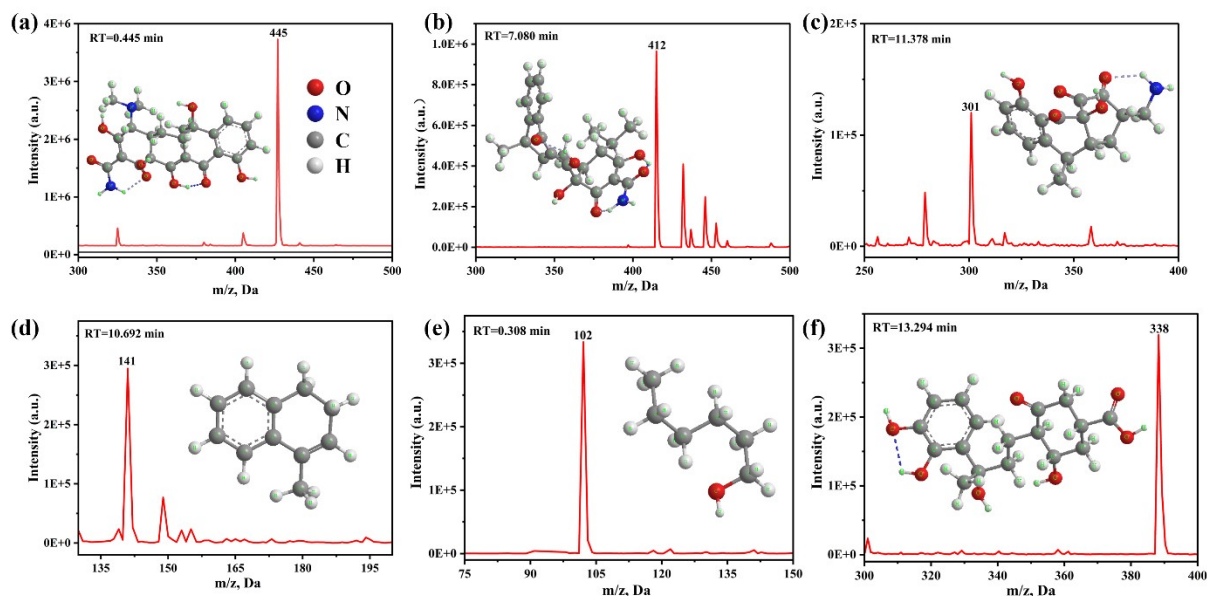 (a)
RT=0.445 min
445
O
N
C
H
4E+6
3E+6
2E+6
1E+6
0E+0
Intensity (a.u.)
300 350 400 450 500
m/z, Da
(b)
RT=7.080 min
412
1.0E+6
8.0E+5
6.0E+5
4.0E+5
2.0E+5
0.0E+0
Intensity (a.u.)
300 350 400 450 500
m/z, Da
(c)
RT=11.378 min
301
2E+5
1E+5
0E+0
Intensity (a.u.)
250 275 300 325 350 375 400
m/z, Da
(d)
RT=10.692 min
141
3E+5
2E+5
1E+5
0E+0
Intensity (a.u.)
135 150 165 180 195
m/z, Da
(e)
RT=0.308 min
102
3E+5
2E+5
1E+5
0E+0
Intensity (a.u.)
75 90 105 120 135 150
m/z, Da
(f)
RT=13.294 min
338
3E+5
2E+5
1E+5
0E+0
Intensity (a.u.)
300 320 340 360 380 400
m/z, Da